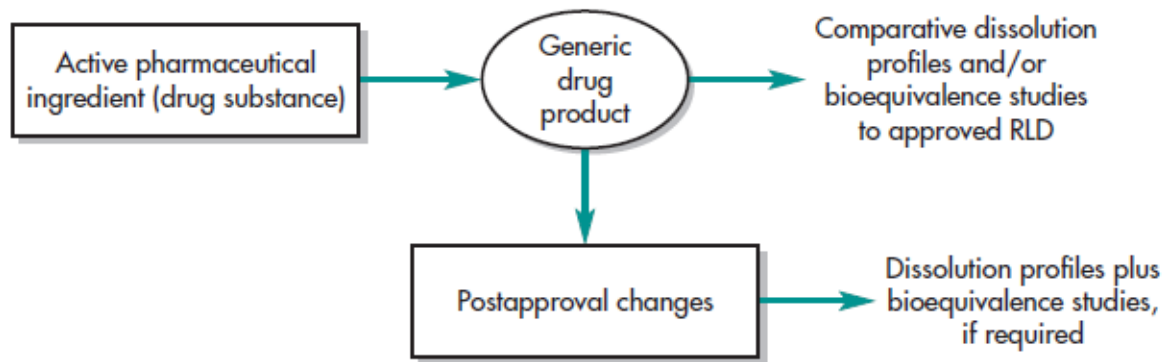 Active pharmaceutical
ingredient (drug substance)
Generic
drug
product
Comparative dissolution
profiles and/or
bioequivalence studies
to approved RLD
Postapproval changes
Dissolution profiles plus
bioequivalence studies,
if required